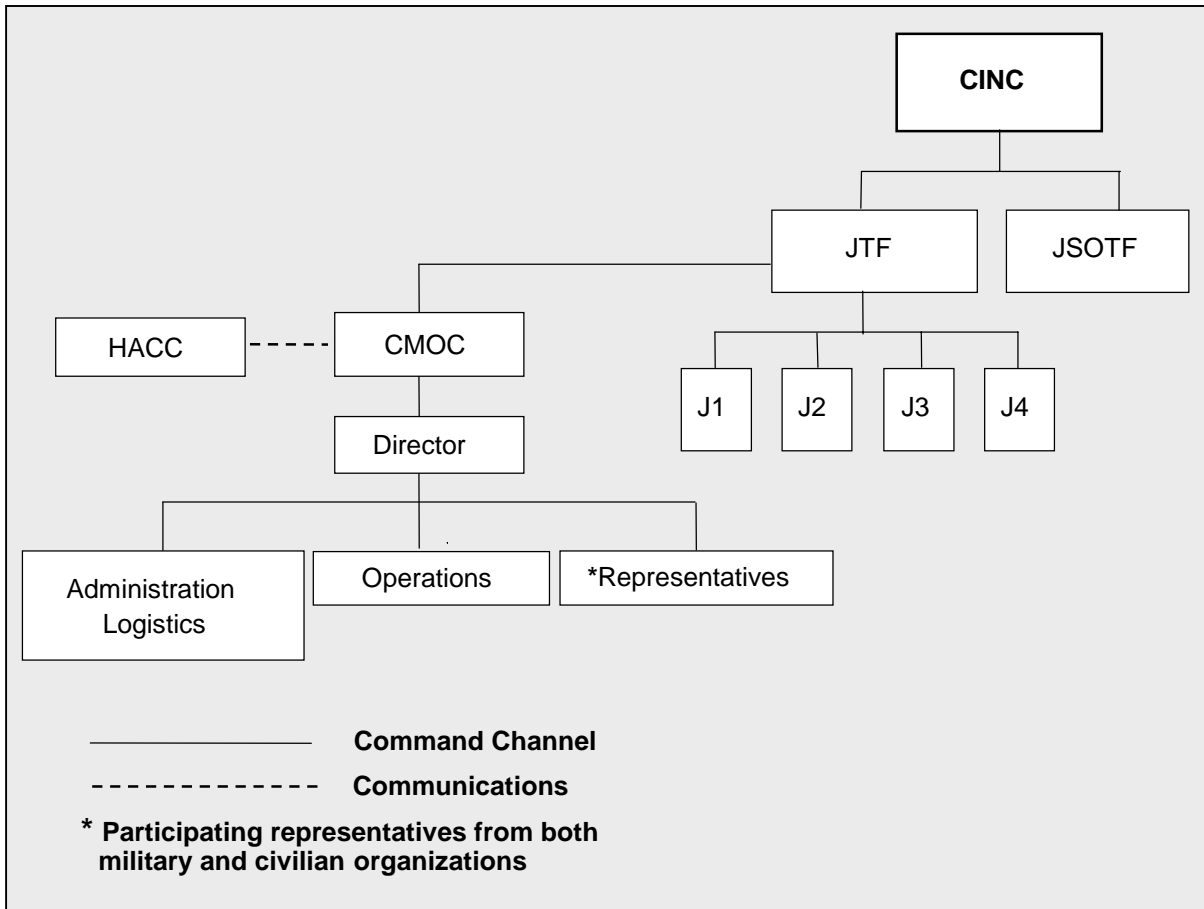 CINC
JTF
JSOTF
HACC
CMOC
J1
J2
J3
J4
Director
Administration
Logistics
Operations
*Representatives
Command Channel
Communications
* Participating representatives from both
military and civilian organizations